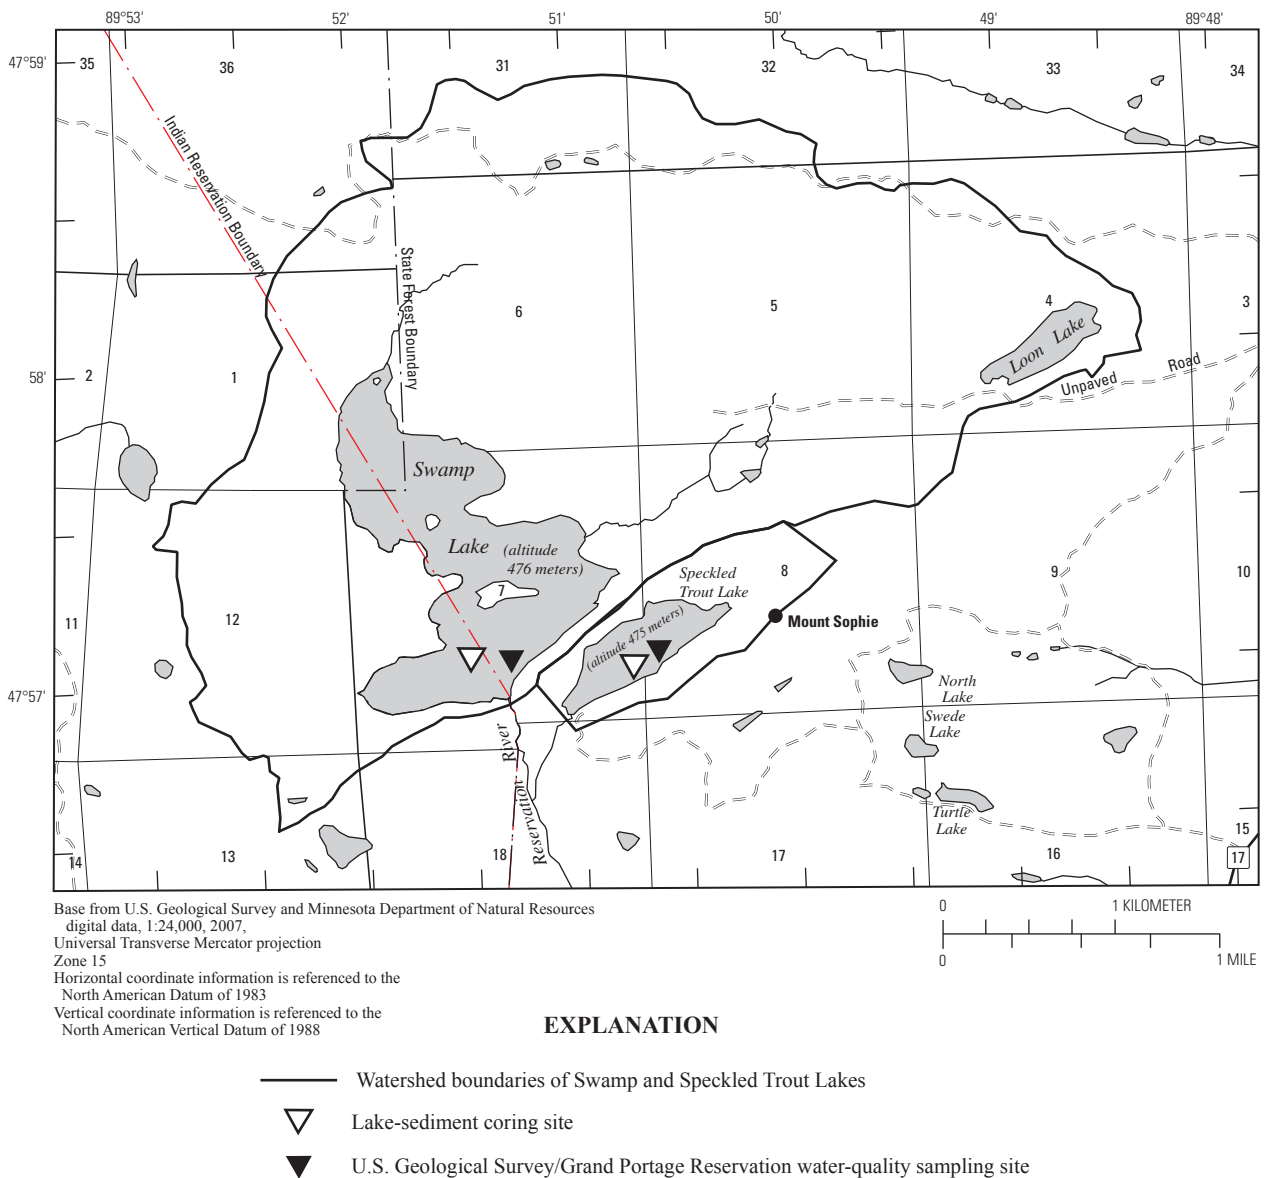 89°53'
52'
51'
50'
49'
89°48'
47°59'
35
36
31
32
33
34
Indian Reservation Boundary
State Forest Boundary
6
5
4
3
Loon Lake
58'
2
1
Unpaved
Road
Swamp
Lake
(altitude
476 meters)
7
Speckled
Trout Lake
8
9
10
(altitude 475 meters)
Mount Sophie
11
12
47°57'
North
Lake
Swede
Lake
River
Reservation
Turtle
Lake
14
13
18
17
16
15
17
Base from U.S. Geological Survey and Minnesota Department of Natural Resources
digital data, 1:24,000, 2007,
Universal Transverse Mercator projection
Zone 15
Horizontal coordinate information is referenced to the
North American Datum of 1983
Vertical coordinate information is referenced to the
North American Vertical Datum of 1988
0
1 KILOMETER
0
1 MILE
EXPLANATION
Watershed boundaries of Swamp and Speckled Trout Lakes
Lake-sediment coring site
U.S. Geological Survey/Grand Portage Reservation water-quality sampling site